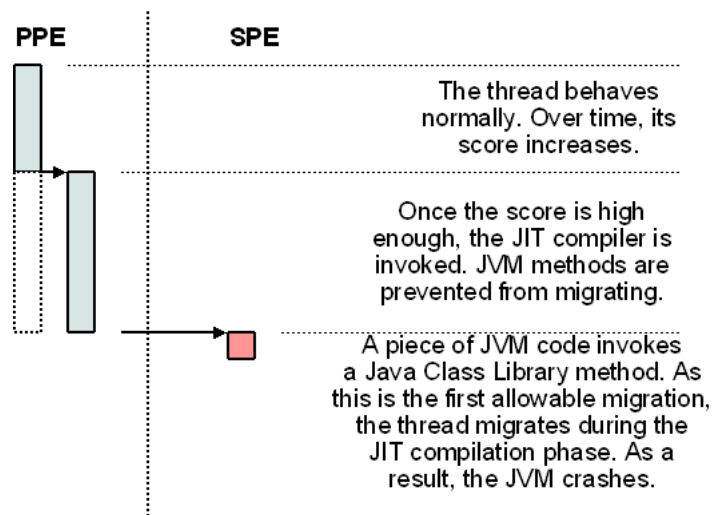 PPE SPE
The thread behaves
normally. Over time, its
score increases.
Once the score is high
enough, the JIT compiler is
invoked. JVM methods are
prevented from migrating.
A piece of JVM code invokes
a Java Class Library method. As
this is the first allowable migration,
the thread migrates during the
JIT compilation phase. As a
result, the JVM crashes.